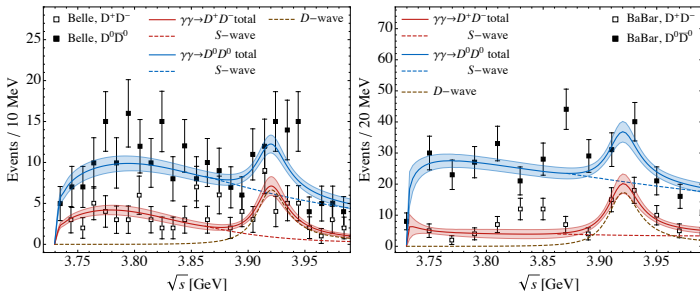 Belle, D⁺D⁻
Belle, D⁰D̄⁰
γγ→D⁺D⁻ total
S-wave
γγ→D⁰D̄⁰ total
S-wave
D-wave
Events / 10 MeV
25
20
15
10
5
0
3.75 3.80 3.85 3.90 3.95
√s [GeV]
γγ→D⁺D⁻ total
S-wave
γγ→D⁰D̄⁰ total
S-wave
D-wave
BaBar, D⁺D⁻
BaBar, D⁰D̄⁰
Events / 20 MeV
70
60
50
40
30
20
10
0
3.75 3.80 3.85 3.90 3.95
√s [GeV]